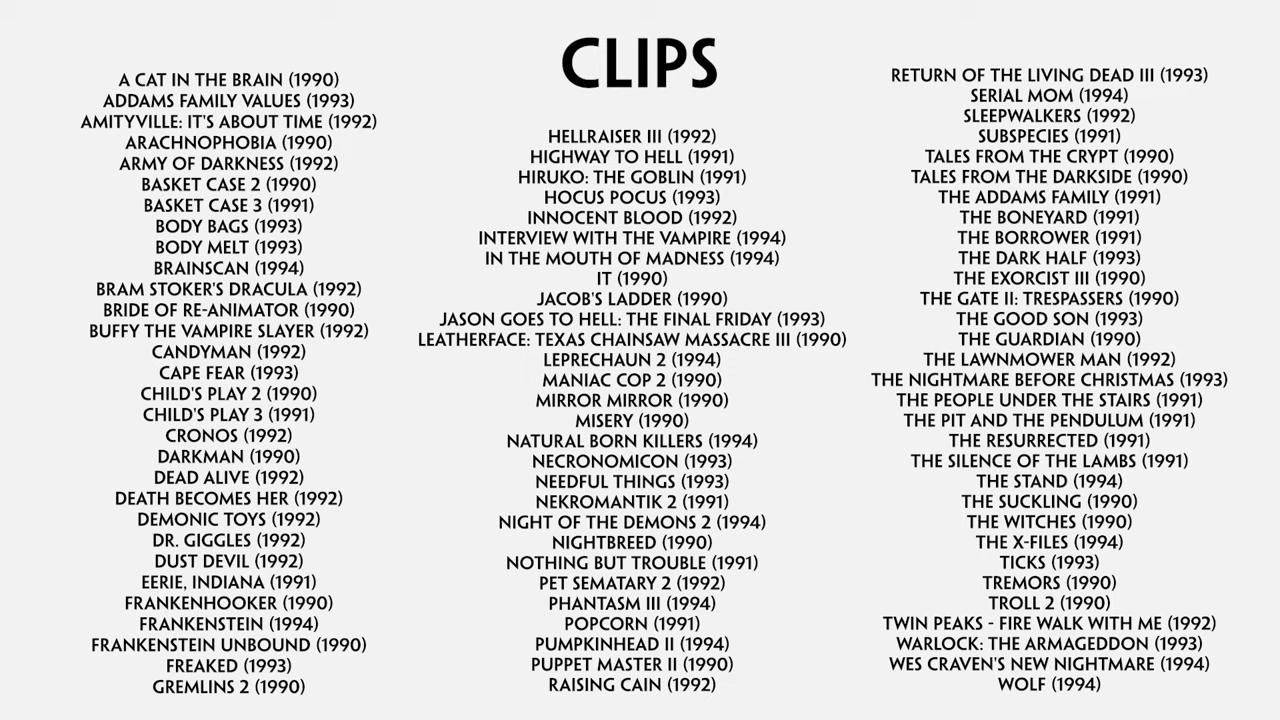 CLIPS
A CAT IN THE BRAIN (1990)
ADDAMS FAMILY VALUES (1993)
AMITYVILLE: IT'S ABOUT TIME (1992)
ARACHNOPHOBIA (1990)
ARMY OF DARKNESS (1992)
BASKET CASE 2 (1990)
BASKET CASE 3 (1991)
BODY BAGS (1993)
BODY MELT (1993)
BRAINSCAN (1994)
BRAM STOKER'S DRACULA (1992)
BRIDE OF RE-ANIMATOR (1990)
BUFFY THE VAMPIRE SLAYER (1992)
CANDYMAN (1992)
CAPE FEAR (1993)
CHILD'S PLAY 2 (1990)
CHILD'S PLAY 3 (1991)
CRONOS (1992)
DARKMAN (1990)
DEAD ALIVE (1992)
DEATH BECOMES HER (1992)
DEMONIC TOYS (1992)
DR. GIGGLES (1992)
DUST DEVIL (1992)
EERIE, INDIANA (1991)
FRANKENHOOKER (1990)
FRANKENSTEIN (1994)
FRANKENSTEIN UNBOUND (1990)
FREAKED (1993)
GREMLINS 2 (1990)
HELLRAISER III (1992)
HIGHWAY TO HELL (1991)
HIRUKO: THE GOBLIN (1991)
HOCUS POCUS (1993)
INNOCENT BLOOD (1992)
INTERVIEW WITH THE VAMPIRE (1994)
IN THE MOUTH OF MADNESS (1994)
IT (1990)
JACOB'S LADDER (1990)
JASON GOES TO HELL: THE FINAL FRIDAY (1993)
LEATHERFACE: TEXAS CHAINSAW MASSACRE III (1990)
LEPRECHAUN 2 (1994)
MANIAC COP 2 (1990)
MIRROR MIRROR (1990)
MISERY (1990)
NATURAL BORN KILLERS (1994)
NECRONOMICON (1993)
NEEDFUL THINGS (1993)
NEKROMANTIK 2 (1991)
NIGHT OF THE DEMONS 2 (1994)
NIGHTBREED (1990)
NOTHING BUT TROUBLE (1991)
PET SEMATARY 2 (1992)
PHANTASM III (1994)
POPCORN (1991)
PUMPKINHEAD II (1994)
PUPPET MASTER II (1990)
RAISING CAIN (1992)
RETURN OF THE LIVING DEAD III (1993)
SERIAL MOM (1994)
SLEEPWALKERS (1992)
SUBSPECIES (1991)
TALES FROM THE CRYPT (1990)
TALES FROM THE DARKSIDE (1990)
THE ADDAMS FAMILY (1991)
THE BONEYARD (1991)
THE BORROWER (1991)
THE DARK HALF (1993)
THE EXORCIST III (1990)
THE GATE II: TRESPASSERS (1990)
THE GOOD SON (1993)
THE GUARDIAN (1990)
THE LAWNMOWER MAN (1992)
THE NIGHTMARE BEFORE CHRISTMAS (1993)
THE PEOPLE UNDER THE STAIRS (1991)
THE PIT AND THE PENDULUM (1991)
THE RESURRECTED (1991)
THE SILENCE OF THE LAMBS (1991)
THE STAND (1994)
THE SUCKLING (1990)
THE WITCHES (1990)
THE X-FILES (1994)
TICKS (1993)
TREMORS (1990)
TROLL 2 (1990)
TWIN PEAKS - FIRE WALK WITH ME (1992)
WARLOCK: THE ARMAGEDDON (1993)
WES CRAVEN'S NEW NIGHTMARE (1994)
WOLF (1994)